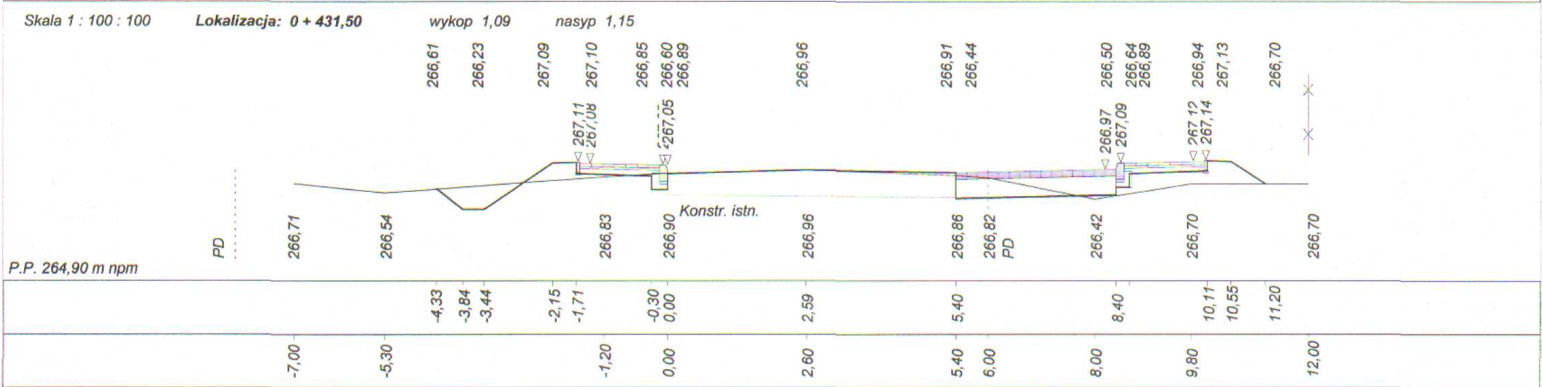 Skala 1 : 100 : 100 Lokalizacja: 0 + 431,50 wykop 1,09 nasyp 1,15
266,61 266,23 267,09 267,10 266,85 266,60 266,89 266,96 266,91 266,44 266,50 266,64 266,89 266,94 267,13 266,70
267,11 267,08 267,05 266,97 267,09 267,12 267,14
Konstr. istn.
PD 266,71 266,54 266,83 266,90 266,96 266,86 266,82 PD 266,42 266,70 266,70
P.P. 264,90 m npm
-4,33 -3,84 -3,44 -2,15 -1,71 -0,30 0,00 2,59 5,40 8,40 10,11 10,55 11,20
-7,00 -5,30 -1,20 0,00 2,60 5,40 6,00 8,00 9,80 12,00